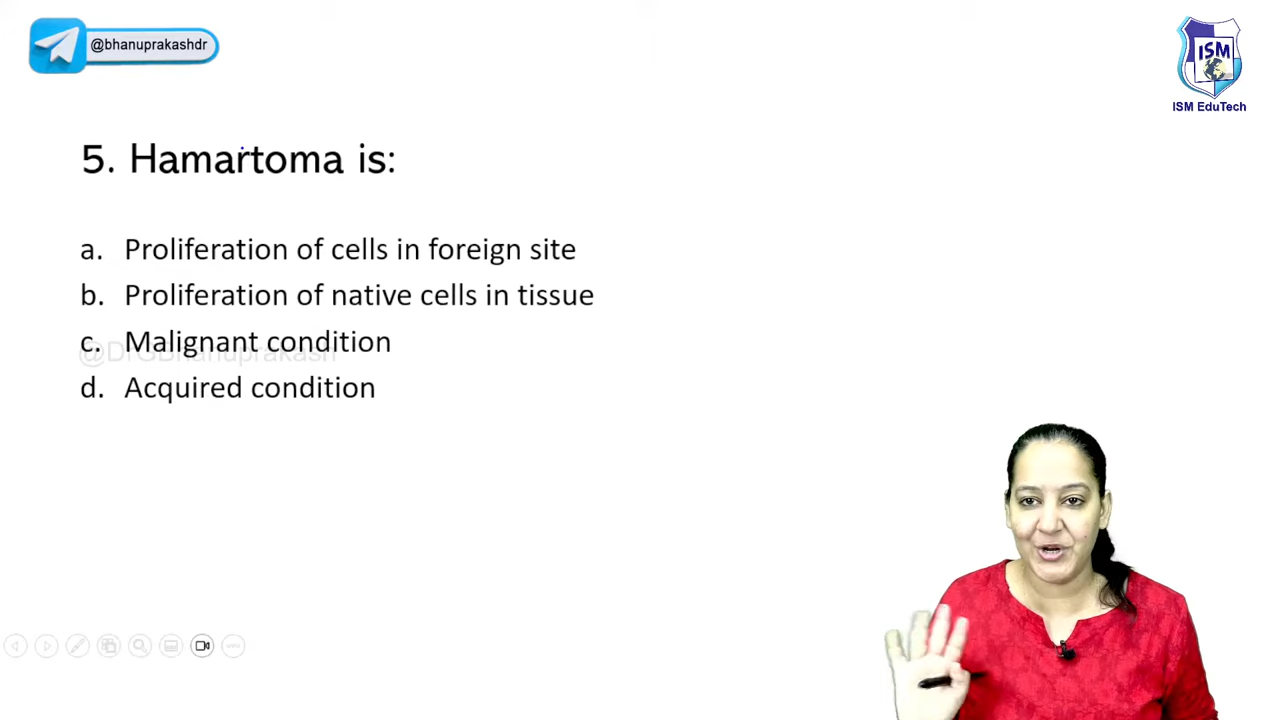 @bhanuprakashdr
ISM
ISM EduTech
5. Hamartoma is:
a. Proliferation of cells in foreign site
b. Proliferation of native cells in tissue
c. Malignant condition
@DrGBhanuprakash
d. Acquired condition